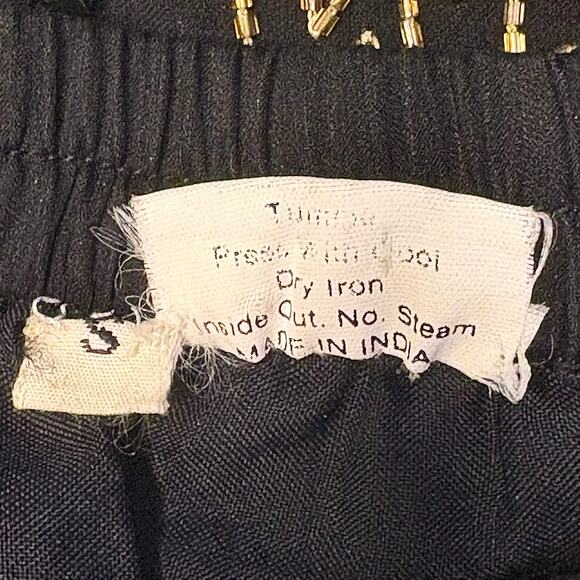 Press with Cool
Dry Iron
Inside Out. No. Steam
MADE IN INDIA